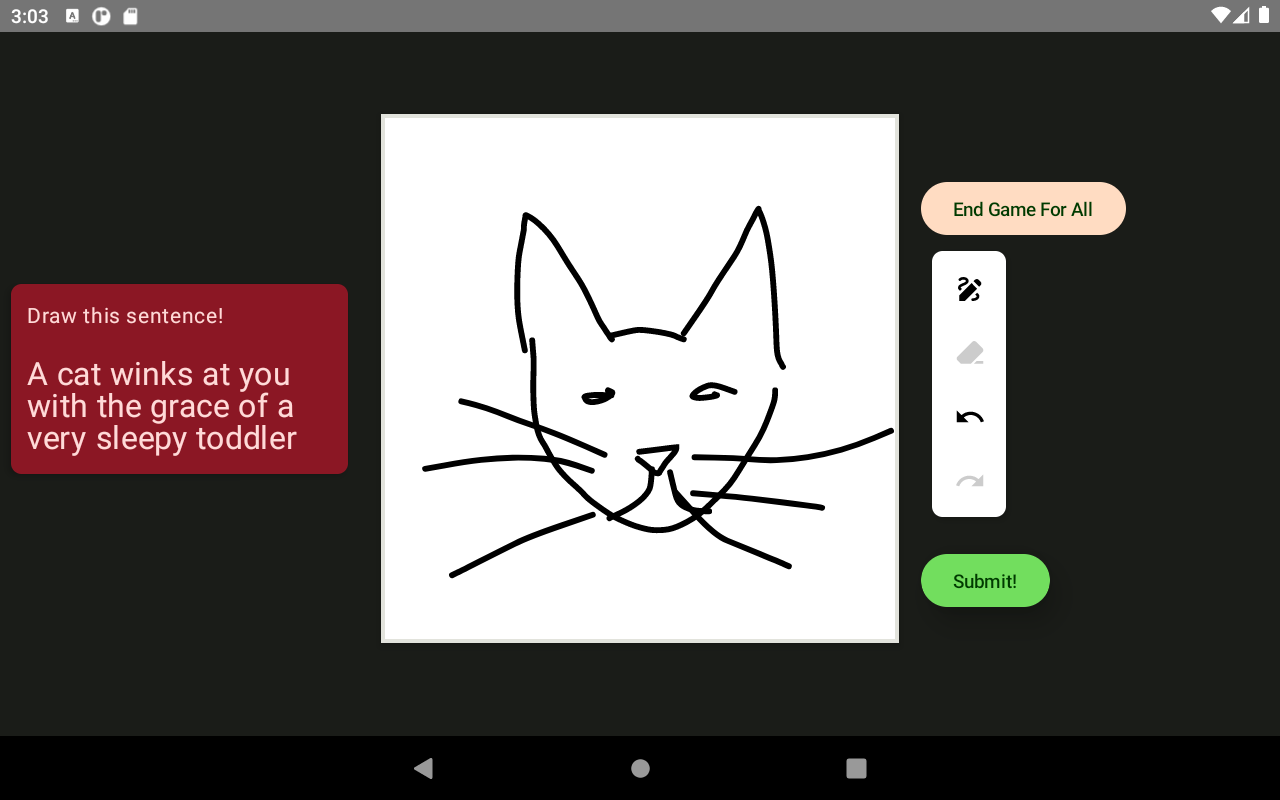 3:03
End Game For All
Draw this sentence!
A cat winks at you
with the grace of a
very sleepy toddler
Submit!